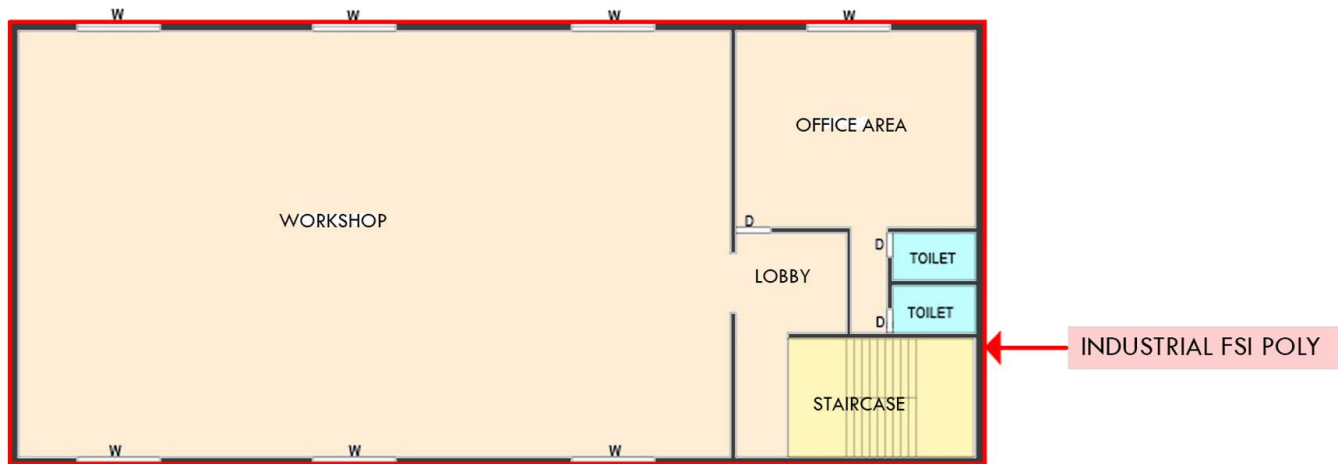 W
W
W
W
OFFICE AREA
WORKSHOP
D
D
TOILET
LOBBY
TOILET
D
INDUSTRIAL FSI POLY
STAIRCASE
W
W
W